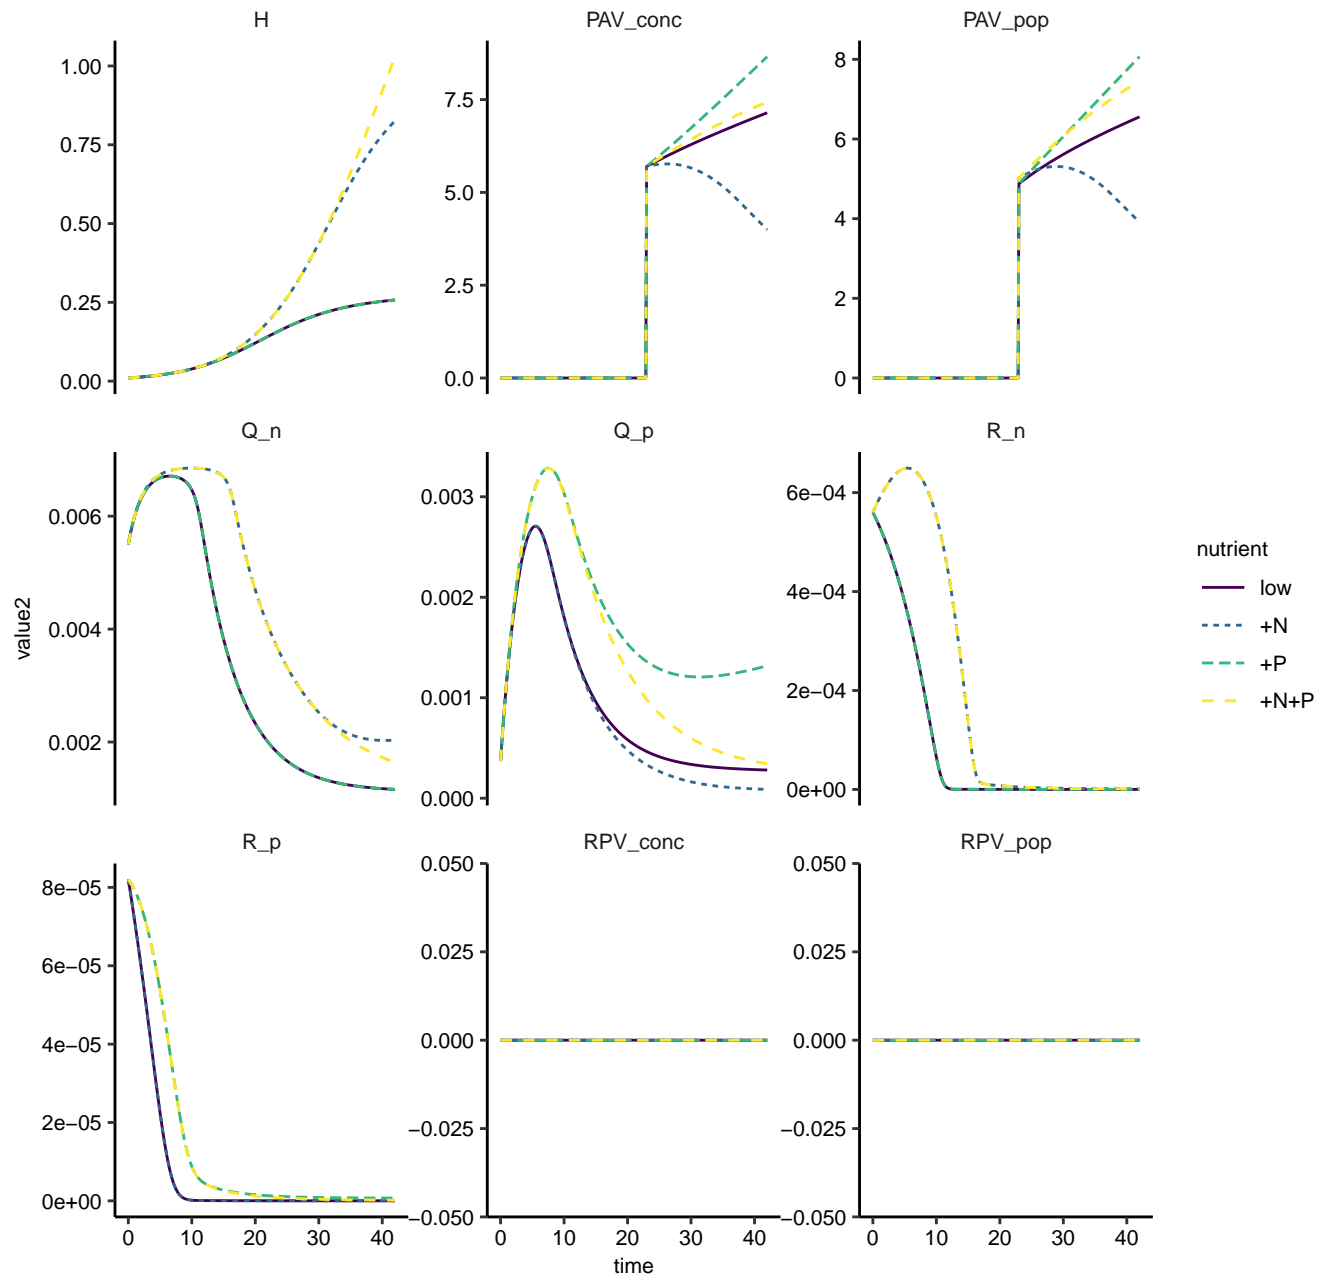 H PAV_conc PAV_pop
1.00
0.75
0.50
0.25
0.00
7.5
5.0
2.5
0.0
8
6
4
2
0
Q_n Q_p R_n
0.006
0.004
0.002
0.003
0.002
0.001
0.000
6e−04
4e−04
2e−04
0e+00
R_p RPV_conc RPV_pop
8e−05
6e−05
4e−05
2e−05
0e+00
0.050
0.025
0.000
−0.025
−0.050
0.050
0.025
0.000
−0.025
−0.050
0 10 20 30 40
0 10 20 30 40
0 10 20 30 40
time
value2
nutrient
low
+N
+P
+N+P